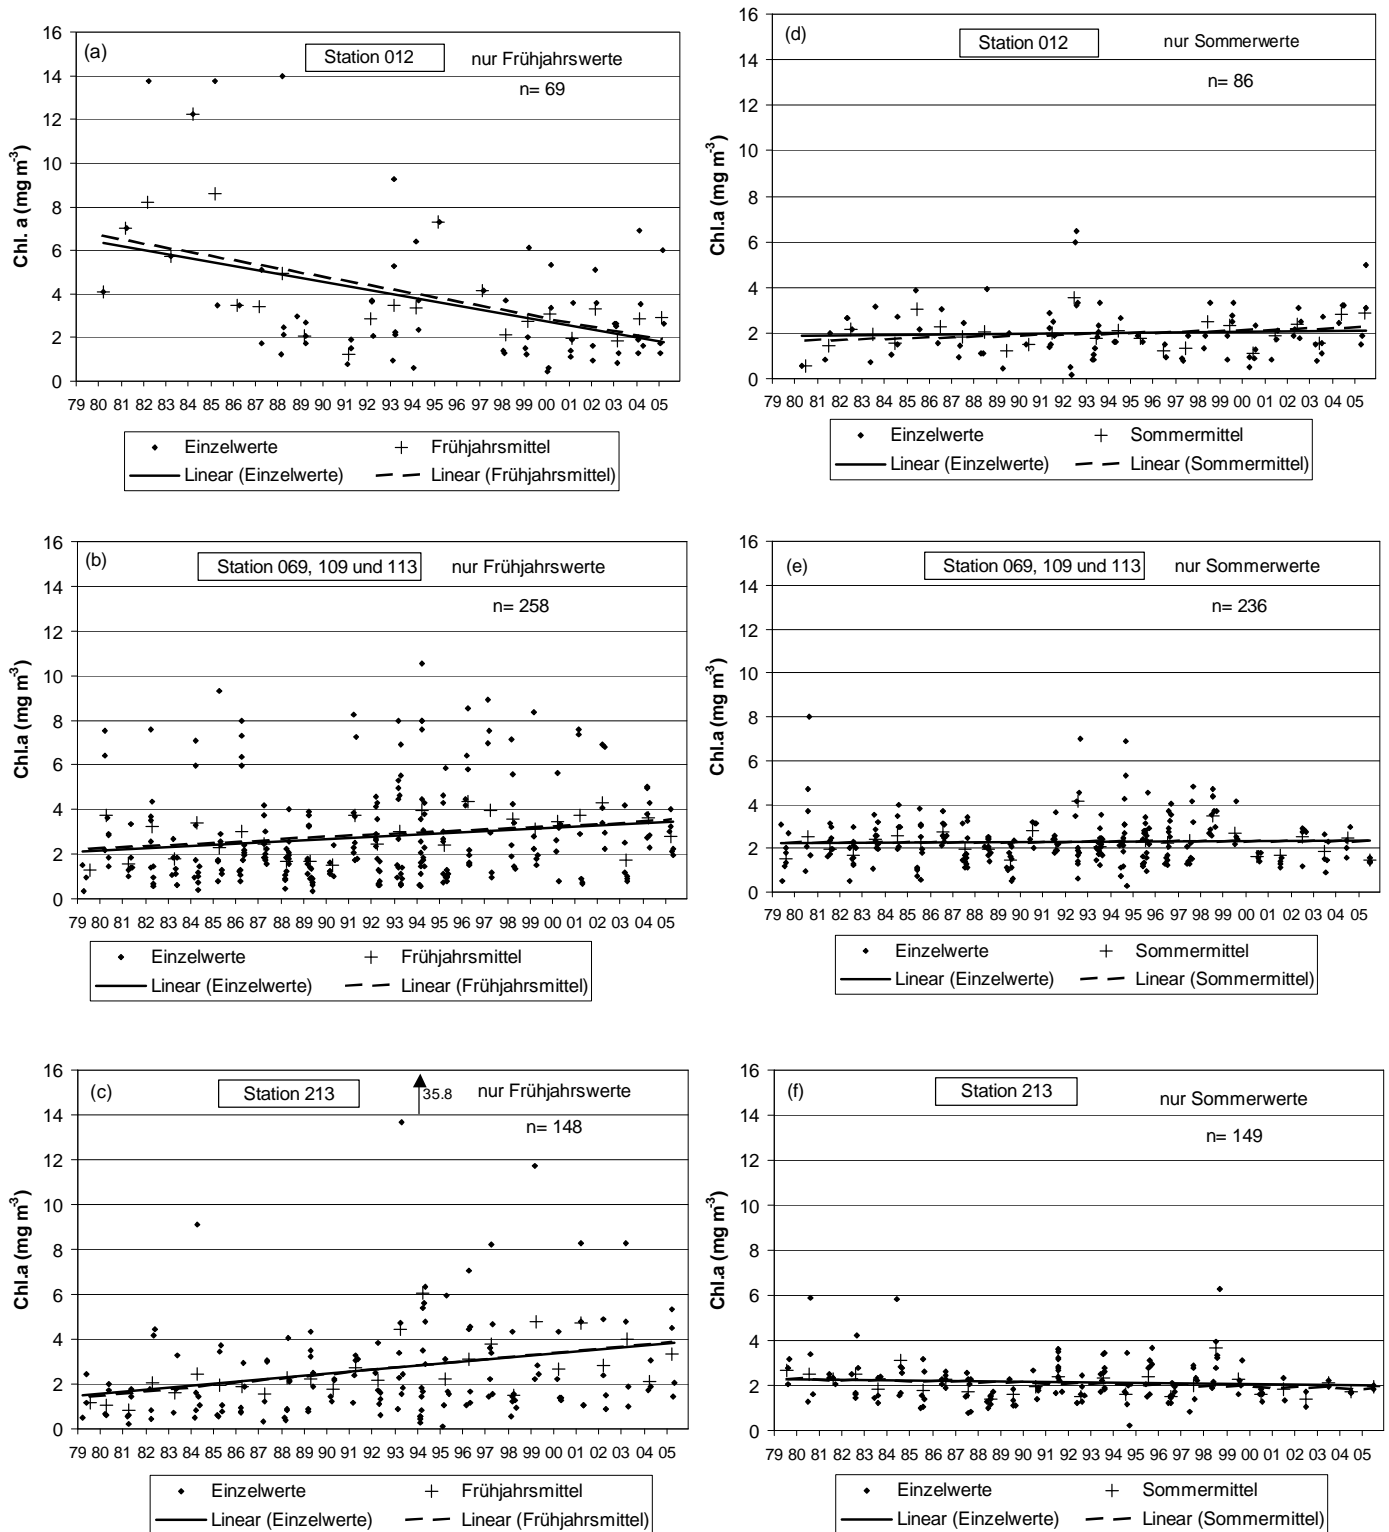 (a)
Station 012
nur Frühjahrswerte
n= 69
Chl. a (mg m-3)
16
14
12
10
8
6
4
2
0
79 80 81 82 83 84 85 86 87 88 89 90 91 92 93 94 95 96 97 98 99 00 01 02 03 04 05
Einzelwerte
Frühjahrsmittel
Linear (Einzelwerte)
Linear (Frühjahrsmittel)
(d)
Station 012
nur Sommerwerte
n= 86
Chl.a (mg m-3)
16
14
12
10
8
6
4
2
0
79 80 81 82 83 84 85 86 87 88 89 90 91 92 93 94 95 96 97 98 99 00 01 02 03 04 05
Einzelwerte
Sommermittel
Linear (Einzelwerte)
Linear (Sommermittel)
(b)
Station 069, 109 und 113
nur Frühjahrswerte
n= 258
Chl.a (mg m-3)
16
14
12
10
8
6
4
2
0
79 80 81 82 83 84 85 86 87 88 89 90 91 92 93 94 95 96 97 98 99 00 01 02 03 04 05
Einzelwerte
Frühjahrsmittel
Linear (Einzelwerte)
Linear (Frühjahrsmittel)
(e)
Station 069, 109 und 113
nur Sommerwerte
n= 236
Chl.a (mg m-3)
16
14
12
10
8
6
4
2
0
79 80 81 82 83 84 85 86 87 88 89 90 91 92 93 94 95 96 97 98 99 00 01 02 03 04 05
Einzelwerte
Sommermittel
Linear (Einzelwerte)
Linear (Sommermittel)
(c)
Station 213
35.8
nur Frühjahrswerte
n= 148
Chl.a (mg m-3)
16
14
12
10
8
6
4
2
0
79 80 81 82 83 84 85 86 87 88 89 90 91 92 93 94 95 96 97 98 99 00 01 02 03 04 05
Einzelwerte
Frühjahrsmittel
Linear (Einzelwerte)
Linear (Frühjahrsmittel)
(f)
Station 213
nur Sommerwerte
n= 149
Chl.a (mg m-3)
16
14
12
10
8
6
4
2
0
79 80 81 82 83 84 85 86 87 88 89 90 91 92 93 94 95 96 97 98 99 00 01 02 03 04 05
Einzelwerte
Sommermittel
Linear (Einzelwerte)
Linear (Sommermittel)